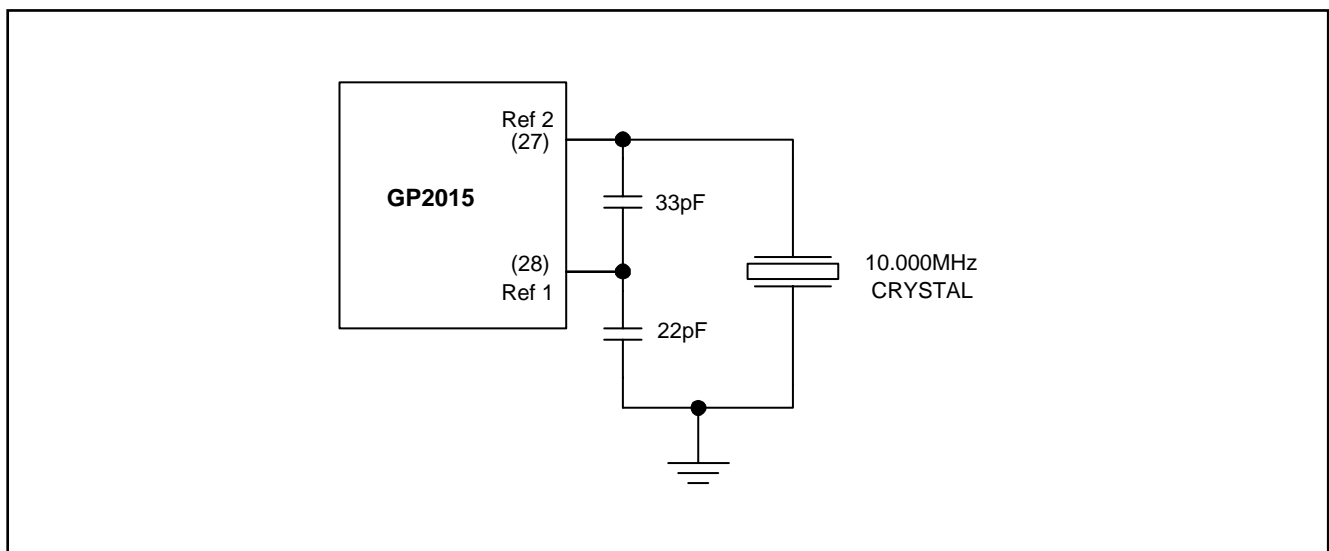 Ref 2
(27)
GP2015
33pF
(28)
Ref 1
10.000MHz
CRYSTAL
22pF